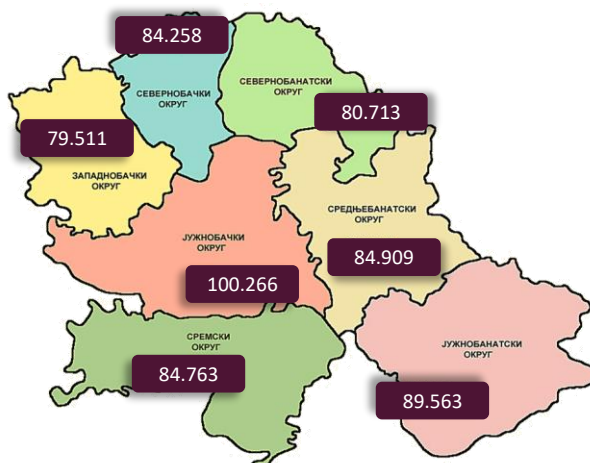 84.258
СЕВЕРНОБАЧКИ
ОКРУГ
СЕВЕРНОБАНАТСКИ
ОКРУГ
80.713
79.511
ЗАПАДНОБАЧКИ
ОКРУГ
СРЕДЊЕБАНАТСКИ
ОКРУГ
84.909
ЈУЖНОБАЧКИ
ОКРУГ
100.266
СРЕМСКИ
ОКРУГ
84.763
ЈУЖНОБАНАТСКИ
ОКРУГ
89.563